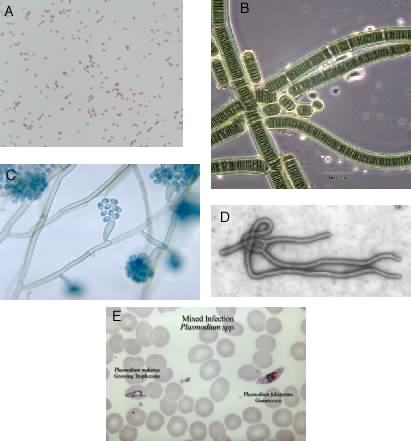 A
B
C
D
E
Mixed Infection
Plasmodium spp.
Plasmodium malariae
Growing Trophozoite
Plasmodium falciparum
Gametocyte